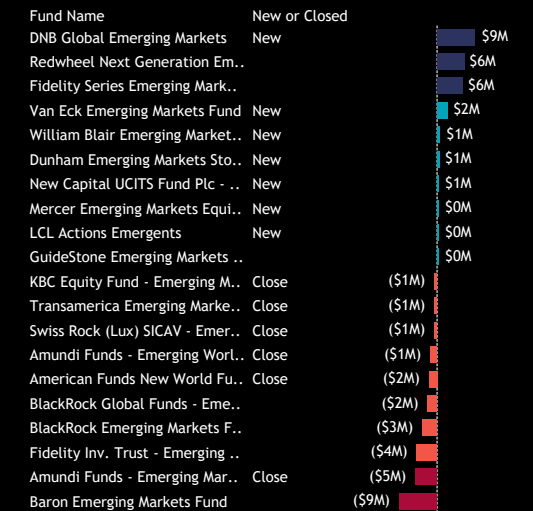 Fund Name New or Closed
DNB Global Emerging Markets New $9M
Redwheel Next Generation Em.. $6M
Fidelity Series Emerging Mark.. $6M
Van Eck Emerging Markets Fund New $2M
William Blair Emerging Market.. New $1M
Dunham Emerging Markets Sto.. New $1M
New Capital UCITS Fund Plc - .. New $1M
Mercer Emerging Markets Equi.. New $0M
LCL Actions Emergents New $0M
GuideStone Emerging Markets .. $0M
KBC Equity Fund - Emerging M.. Close ($1M)
Transamerica Emerging Marke.. Close ($1M)
Swiss Rock (Lux) SICAV - Emer.. Close ($1M)
Amundi Funds - Emerging Worl.. Close ($1M)
American Funds New World Fu.. Close ($2M)
BlackRock Global Funds - Eme.. ($2M)
BlackRock Emerging Markets F.. ($3M)
Fidelity Inv. Trust - Emerging .. ($4M)
Amundi Funds - Emerging Mar.. Close ($5M)
Baron Emerging Markets Fund ($9M)